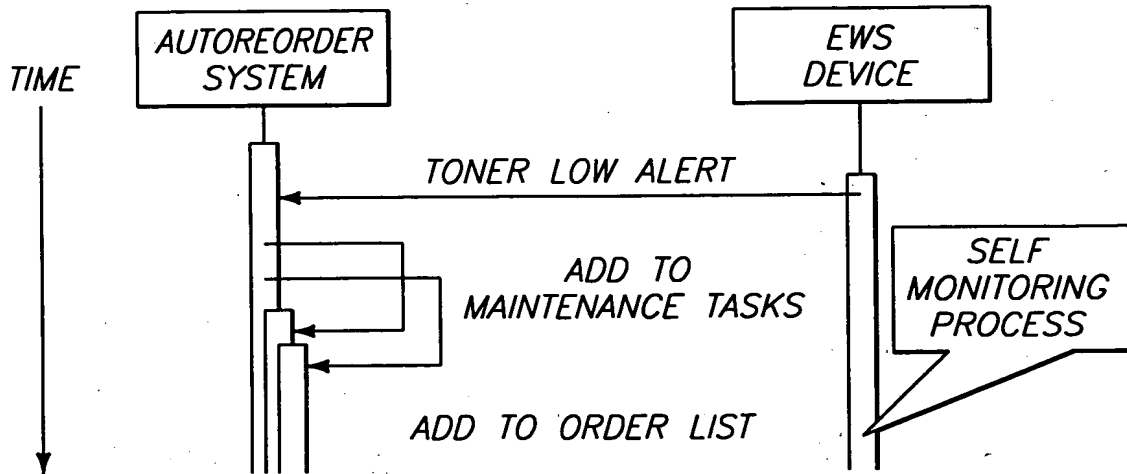 TIME
AUTOREORDER
SYSTEM
EWS
DEVICE
TONER LOW ALERT
ADD TO
MAINTENANCE TASKS
SELF
MONITORING
PROCESS
ADD TO ORDER LIST